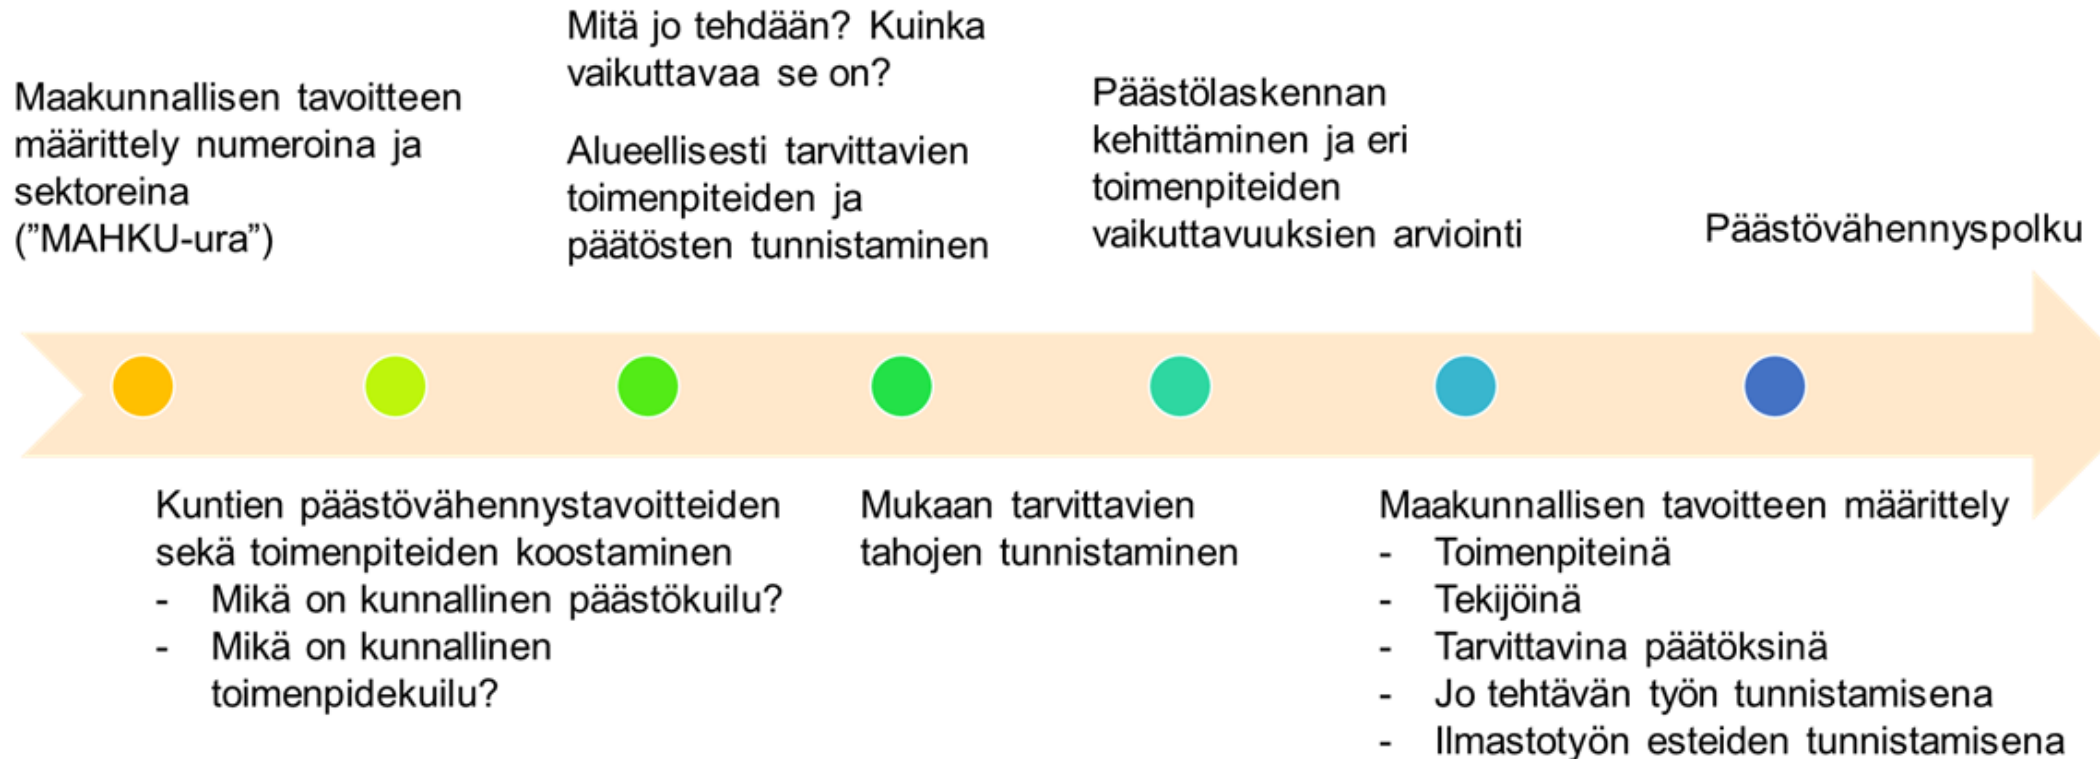 Maakunnallisen tavoitteen
määrittely numeroina ja
sektoreina
(”MAHKU-ura”)
Kuntien päästövähennystavoitteiden
sekä toimenpiteiden koostaminen
- Mikä on kunnallinen päästökuilu?
- Mikä on kunnallinen
toimenpidekuilu?
Mitä jo tehdään? Kuinka
vaikuttavaa se on?
Alueellisesti tarvittavien
toimenpiteiden ja
päätösten tunnistaminen
Mukaan tarvittavien
tahojen tunnistaminen
Päästölaskennan
kehittäminen ja eri
toimenpiteiden
vaikuttavuuksien arviointi
Maakunnallisen tavoitteen määrittely
- Toimenpiteinä
- Tekijöinä
- Tarvittavina päätöksinä
- Jo tehtävän työn tunnistamisena
- Ilmastotyön esteiden tunnistamisena
Päästövähennyspolku